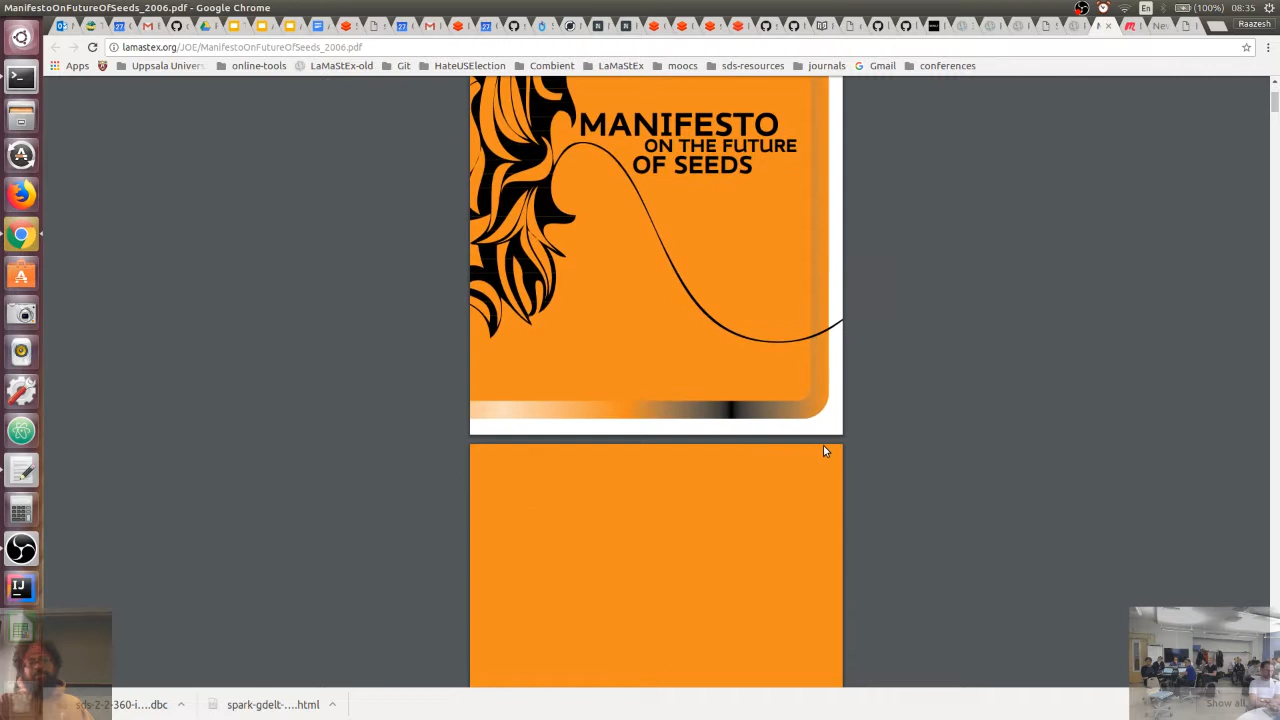 ManifestoOnFutureOfSeeds_2006.pdf - Google Chrome
En
(100%)
08:35
Raazesh
lamastex.org/JOE/ManifestoOnFutureOfSeeds_2006.pdf
Apps
Uppsala Univers
online-tools
LaMaStEx-old
Git
HateUSElection
Combient
LaMaStEx
moocs
sds-resources
journals
Gmail
conferences
MANIFESTO
ON THE FUTURE
OF SEEDS
sds-2-2-360-i....dbc
spark-gdelt-....html
Show all